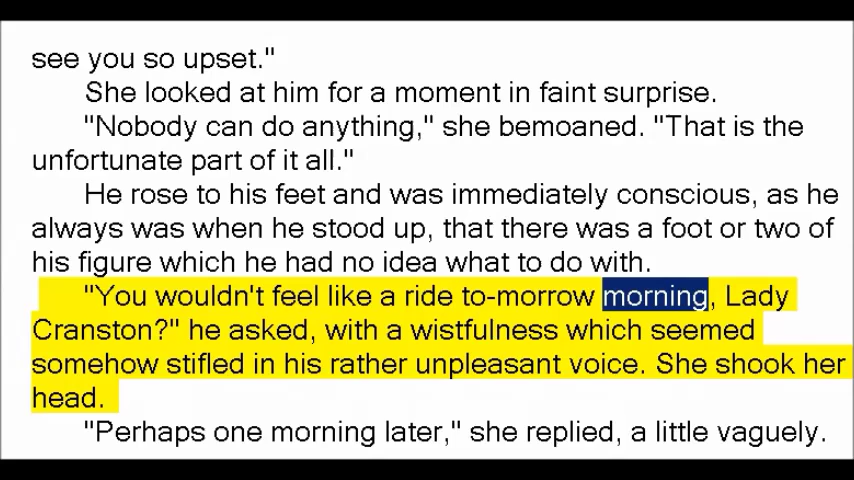 see you so upset."
She looked at him for a moment in faint surprise.
"Nobody can do anything," she bemoaned. "That is the
unfortunate part of it all."
He rose to his feet and was immediately conscious, as he
always was when he stood up, that there was a foot or two of
his figure which he had no idea what to do with.
"You wouldn't feel like a ride to-morrow morning, Lady
Cranston?" he asked, with a wistfulness which seemed
somehow stifled in his rather unpleasant voice. She shook her
head.
"Perhaps one morning later," she replied, a little vaguely.